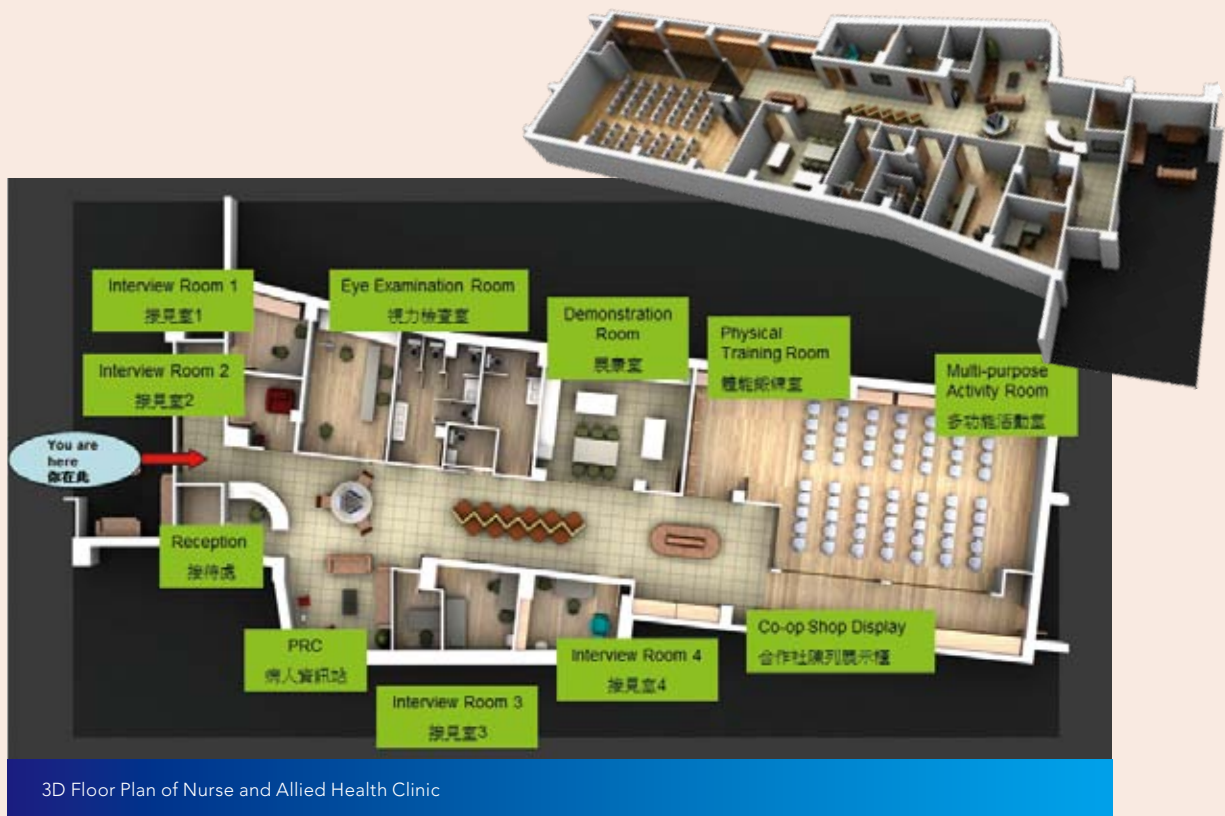 Interview Room 1
接見室1
Eye Examination Room
視力檢查室
Demonstration
Room
展康室
Physical
Training Room
體能鍛練室
Multi-purpose
Activity Room
多功能活動室
Interview Room 2
接見室2
You are
here
你在此
Reception
接待處
PRC
病人資訊站
Interview Room 3
接見室3
Interview Room 4
接見室4
Co-op Shop Display
合作社陳列展示櫃
3D Floor Plan of Nurse and Allied Health Clinic